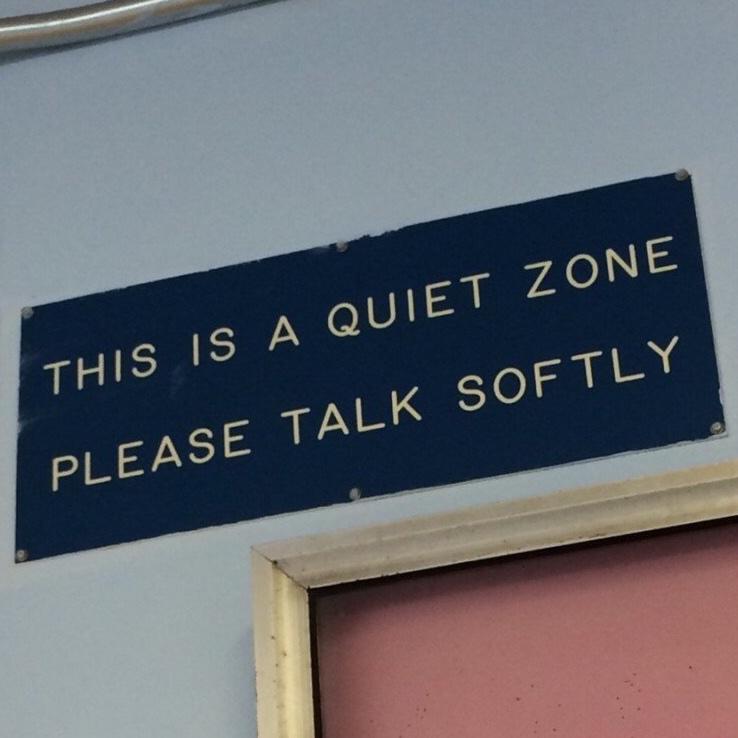 THIS IS A QUIET ZONE
PLEASE TALK SOFTLY